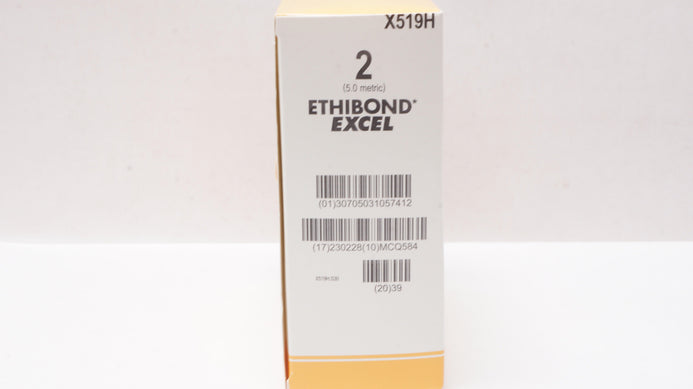 X519H
2
(5.0 metric)
ETHIBOND*
EXCEL
(01)30705031057412
(17)230228(10)MCQ584
(20)39